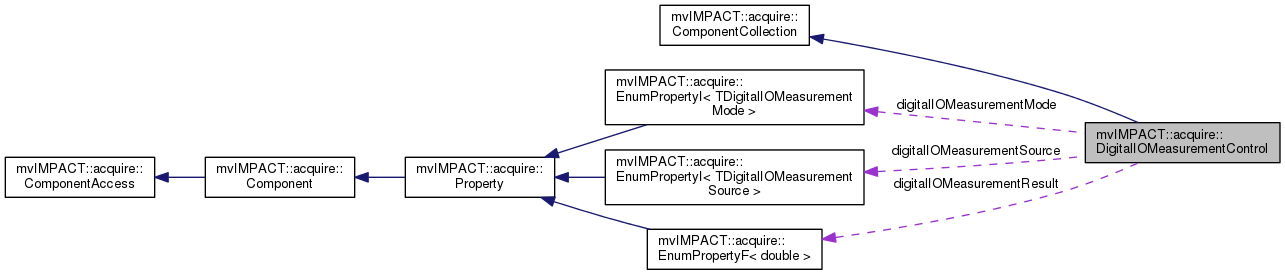 mvIMPACT::acquire::
ComponentCollection
mvIMPACT::acquire::
EnumPropertyI< TDigitalIOMeasurement
Mode >
digitalIOMeasurementMode
mvIMPACT::acquire::
DigitalIOMeasurementControl
mvIMPACT::acquire::
ComponentAccess
mvIMPACT::acquire::
Component
mvIMPACT::acquire::
Property
mvIMPACT::acquire::
EnumPropertyI< TDigitalIOMeasurement
Source >
digitalIOMeasurementSource
digitalIOMeasurementResult
mvIMPACT::acquire::
EnumPropertyF< double >